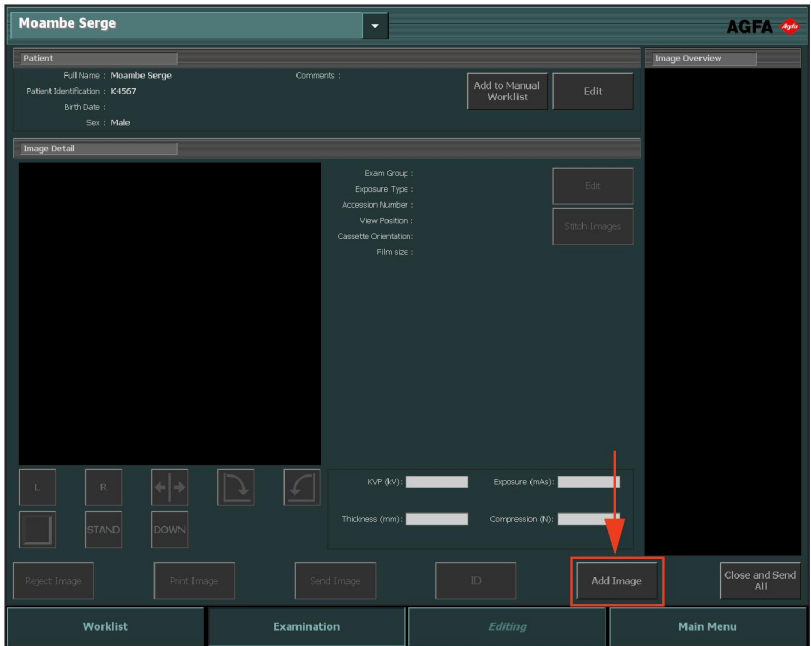 Moambe Serge
AGFA
Agfa
Patient
Full Name : Moambe Serge
Patient Identification : K4567
Birth Date :
Sex : Male
Comments :
Add to Manual
Worklist
Edit
Image Overview
Image Detail
Exam Group :
Exposure Type :
Accession Number :
View Position :
Cassette Orientation:
Film size :
Edit
Stitch Images
L
R
STAND
DOWN
KVP (kV):
Exposure (mAs):
Thickness (mm):
Compression (N):
Reject Image
Print Image
Send Image
ID
Add Image
Close and Send
All
Worklist
Examination
Editing
Main Menu